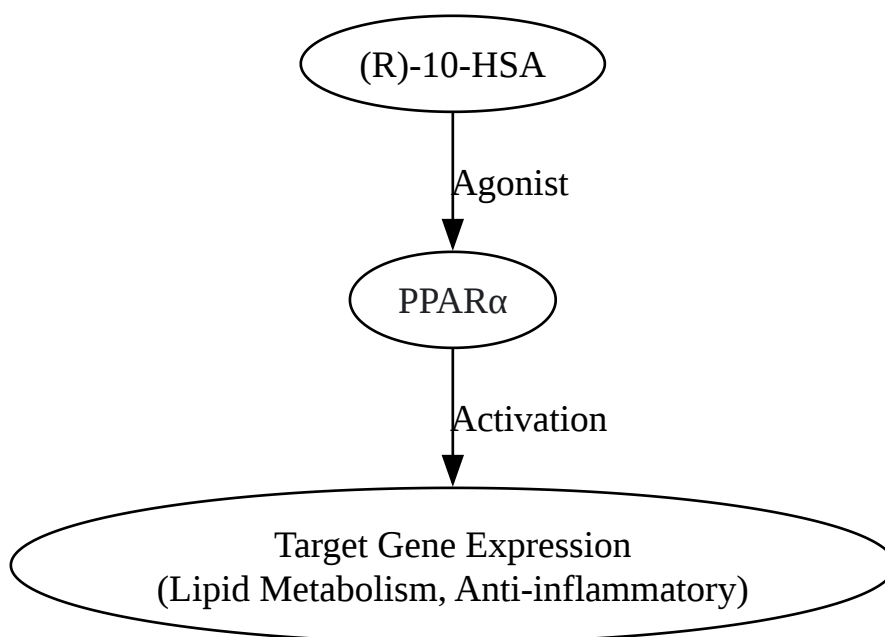 (R)-10-HSA
Agonist
PPARα
Activation
Target Gene Expression
(Lipid Metabolism, Anti-inflammatory)